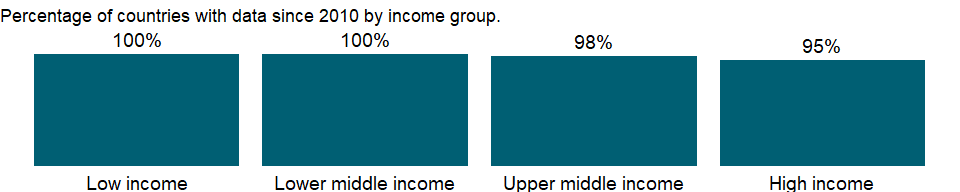 Percentage of countries with data since 2010 by income group.
100% 100% 98% 95%
Low income Lower middle income Upper middle income High income